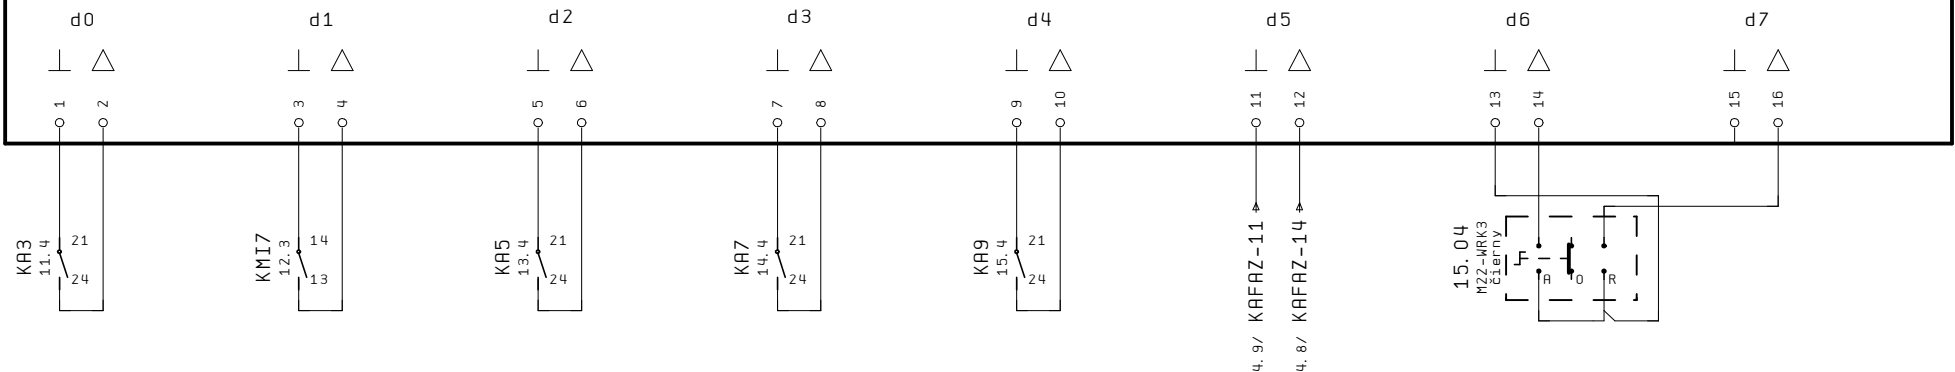 d0 d1 d2 d3 d4 d5 d6 d7
1 2 3 4 5 6 7 8 9 10 11 12 13 14 15 16
KA3
11.4
21
24
KMI7
12.3
14
13
KA5
13.4
21
24
KA7
14.4
21
24
KA9
15.4
21
24
4.9/ KAFAZ-11
4.8/ KAFAZ-14
15.04
M22-WRK3
čierny
A O R